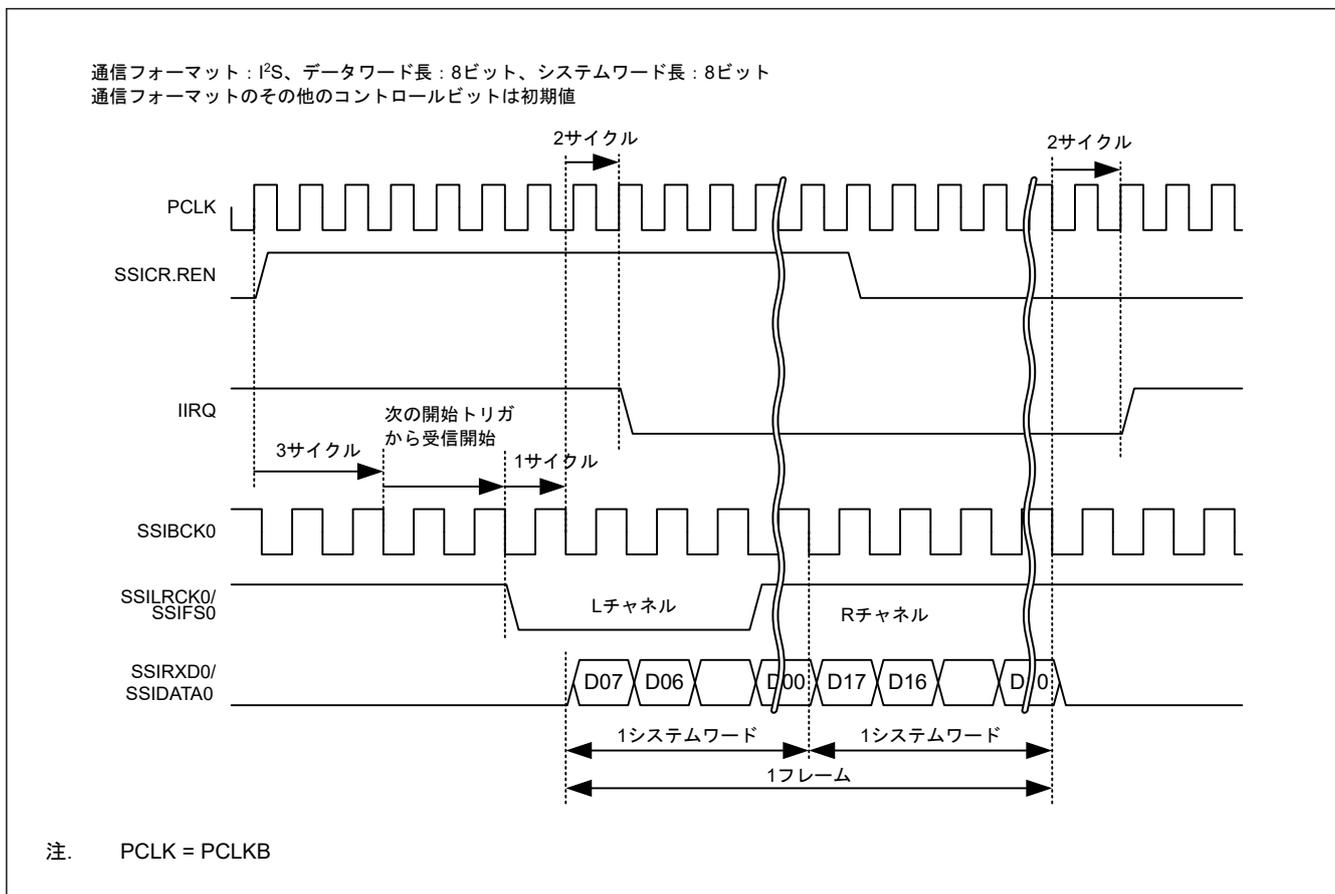 通信フォーマット：I²S、データワード長：8ビット、システムワード長：8ビット
通信フォーマットのその他のコントロールビットは初期値
2サイクル
2サイクル
PCLK
SSICR.REN
IIRQ
次の開始トリガ
から受信開始
3サイクル
1サイクル
SSIBCK0
SSILRCK0/
SSIFS0
Lチャネル
Rチャネル
SSIRXD0/
SSIDATA0
D07
D06
D00
D17
D16
D10
1システムワード
1システムワード
1フレーム
注. PCLK = PCLKB